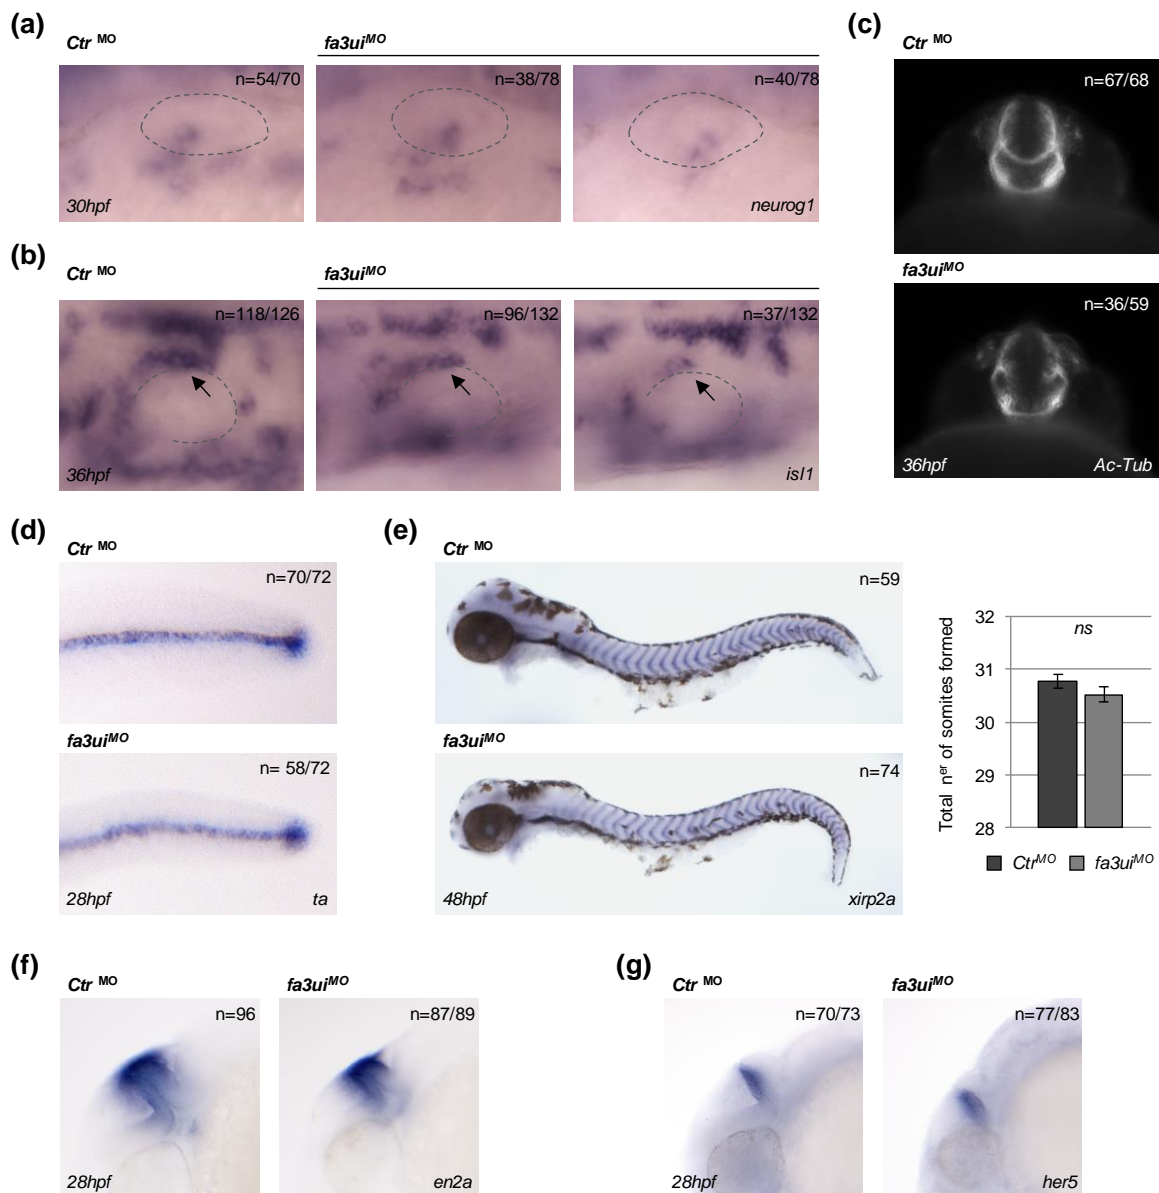 (a)
Ctr MO
fa3ui MO
n=54/70
n=38/78
n=40/78
30hpf
neurog1
(b)
Ctr MO
fa3ui MO
n=118/126
n=96/132
n=37/132
36hpf
isl1
(c)
Ctr MO
n=67/68
fa3ui MO
n=36/59
36hpf
Ac-Tub
(d)
Ctr MO
n=70/72
fa3ui MO
n= 58/72
28hpf
ta
(e)
Ctr MO
n=59
fa3ui MO
n=74
48hpf
xirp2a
Total n er of somites formed
32
31
30
29
28
ns
Ctr MO
fa3ui MO
(f)
Ctr MO
fa3ui MO
n=96
n=87/89
28hpf
en2a
(g)
Ctr MO
fa3ui MO
n=70/73
n=77/83
28hpf
her5